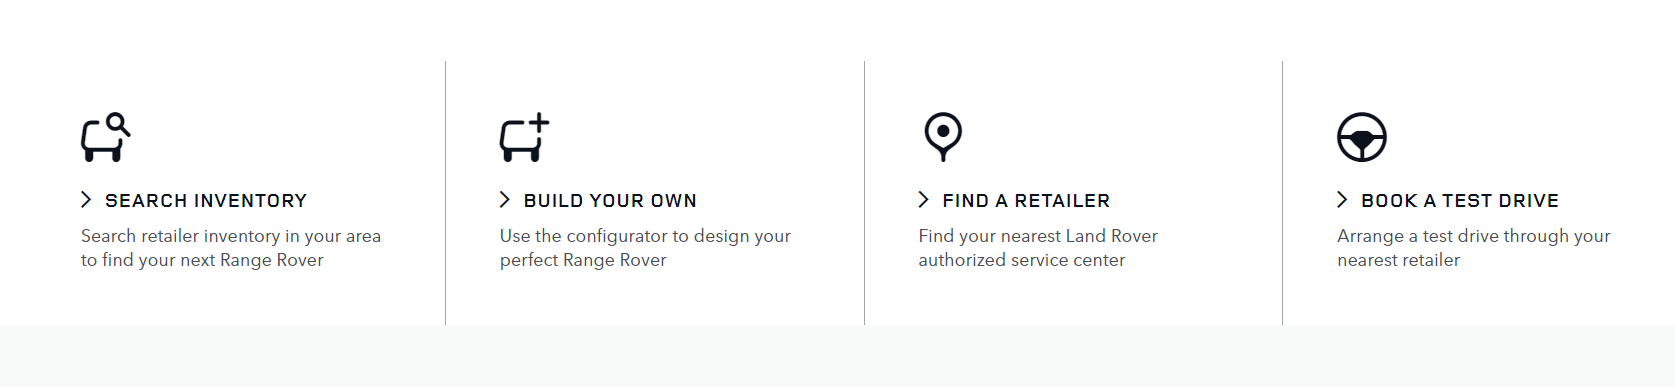 SEARCH INVENTORY
Search retailer inventory in your area
to find your next Range Rover
BUILD YOUR OWN
Use the configurator to design your
perfect Range Rover
FIND A RETAILER
Find your nearest Land Rover
authorized service center
BOOK A TEST DRIVE
Arrange a test drive through your
nearest retailer